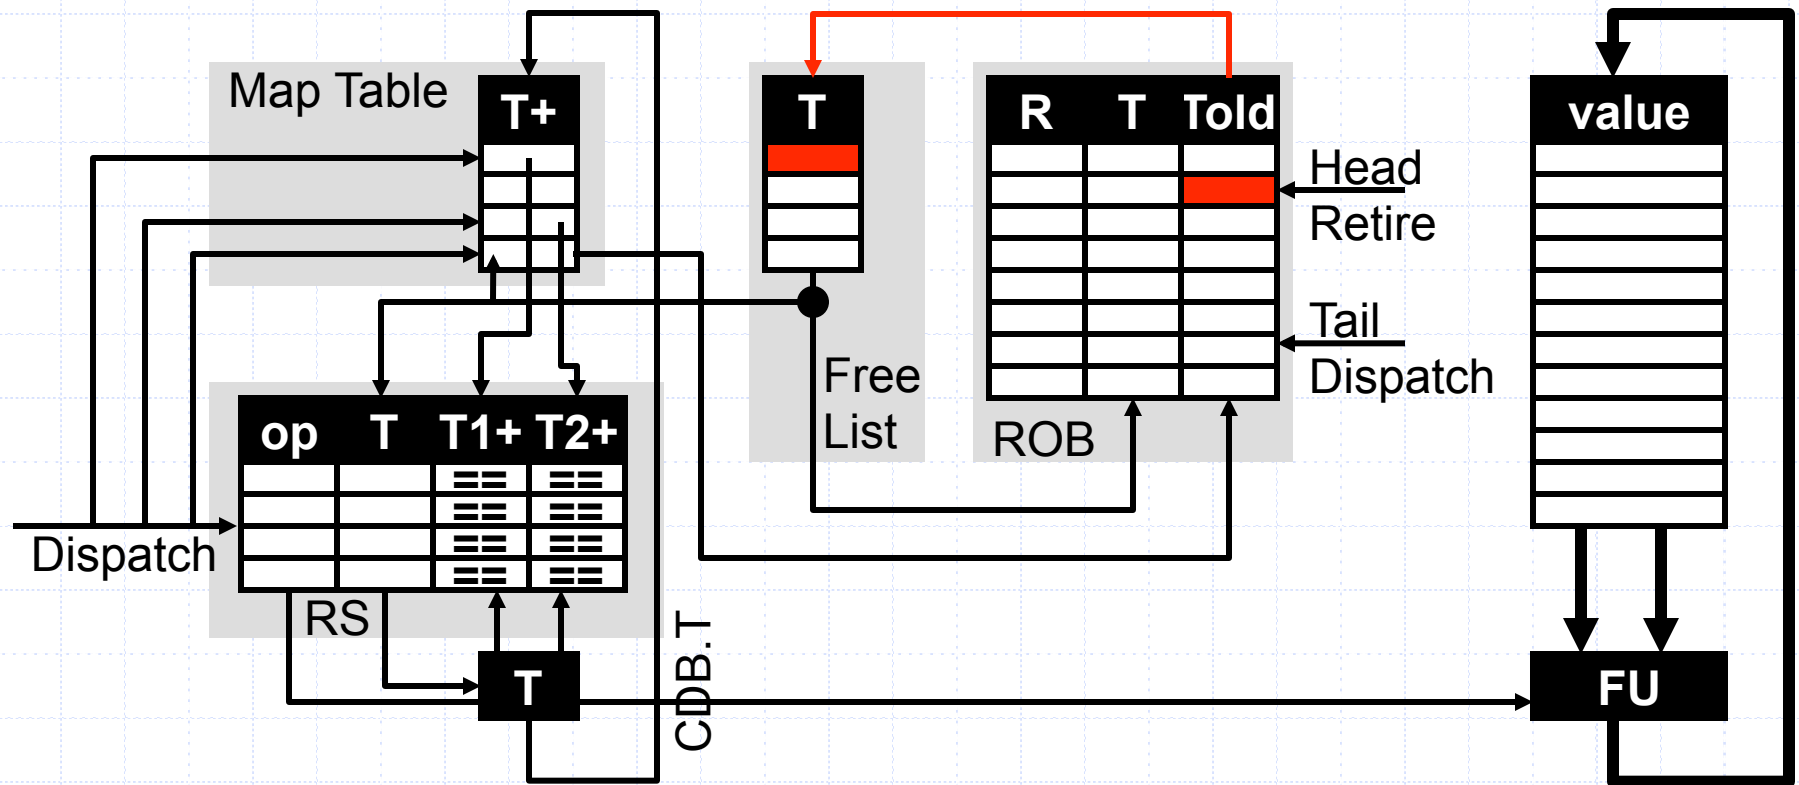 Map Table
T+
T
R T Told
value
Head
Retire
Tail
Dispatch
Free
List
ROB
op T T1+ T2+
== ==
== ==
== ==
== ==
Dispatch
RS
T
CDB.T
FU